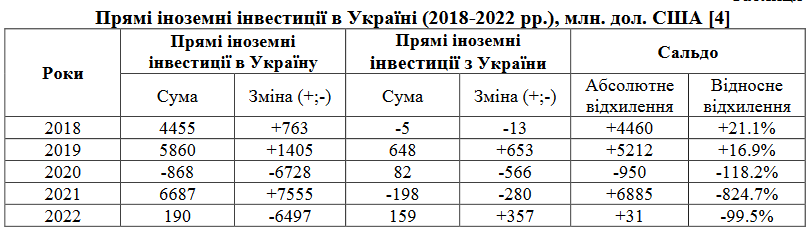 Прямі іноземні інвестиції в Україні (2018-2022 рр.), млн. дол. США [4]
Роки Прямі іноземні інвестиції в Україну Прямі іноземні інвестиції з України Сальдо
Сума Зміна (+;-) Сума Зміна (+;-) Абсолютне відхилення Відносне відхилення
2018 4455 +763 -5 -13 +4460 +21.1%
2019 5860 +1405 648 +653 +5212 +16.9%
2020 -868 -6728 82 -566 -950 -118.2%
2021 6687 +7555 -198 -280 +6885 -824.7%
2022 190 -6497 159 +357 +31 -99.5%